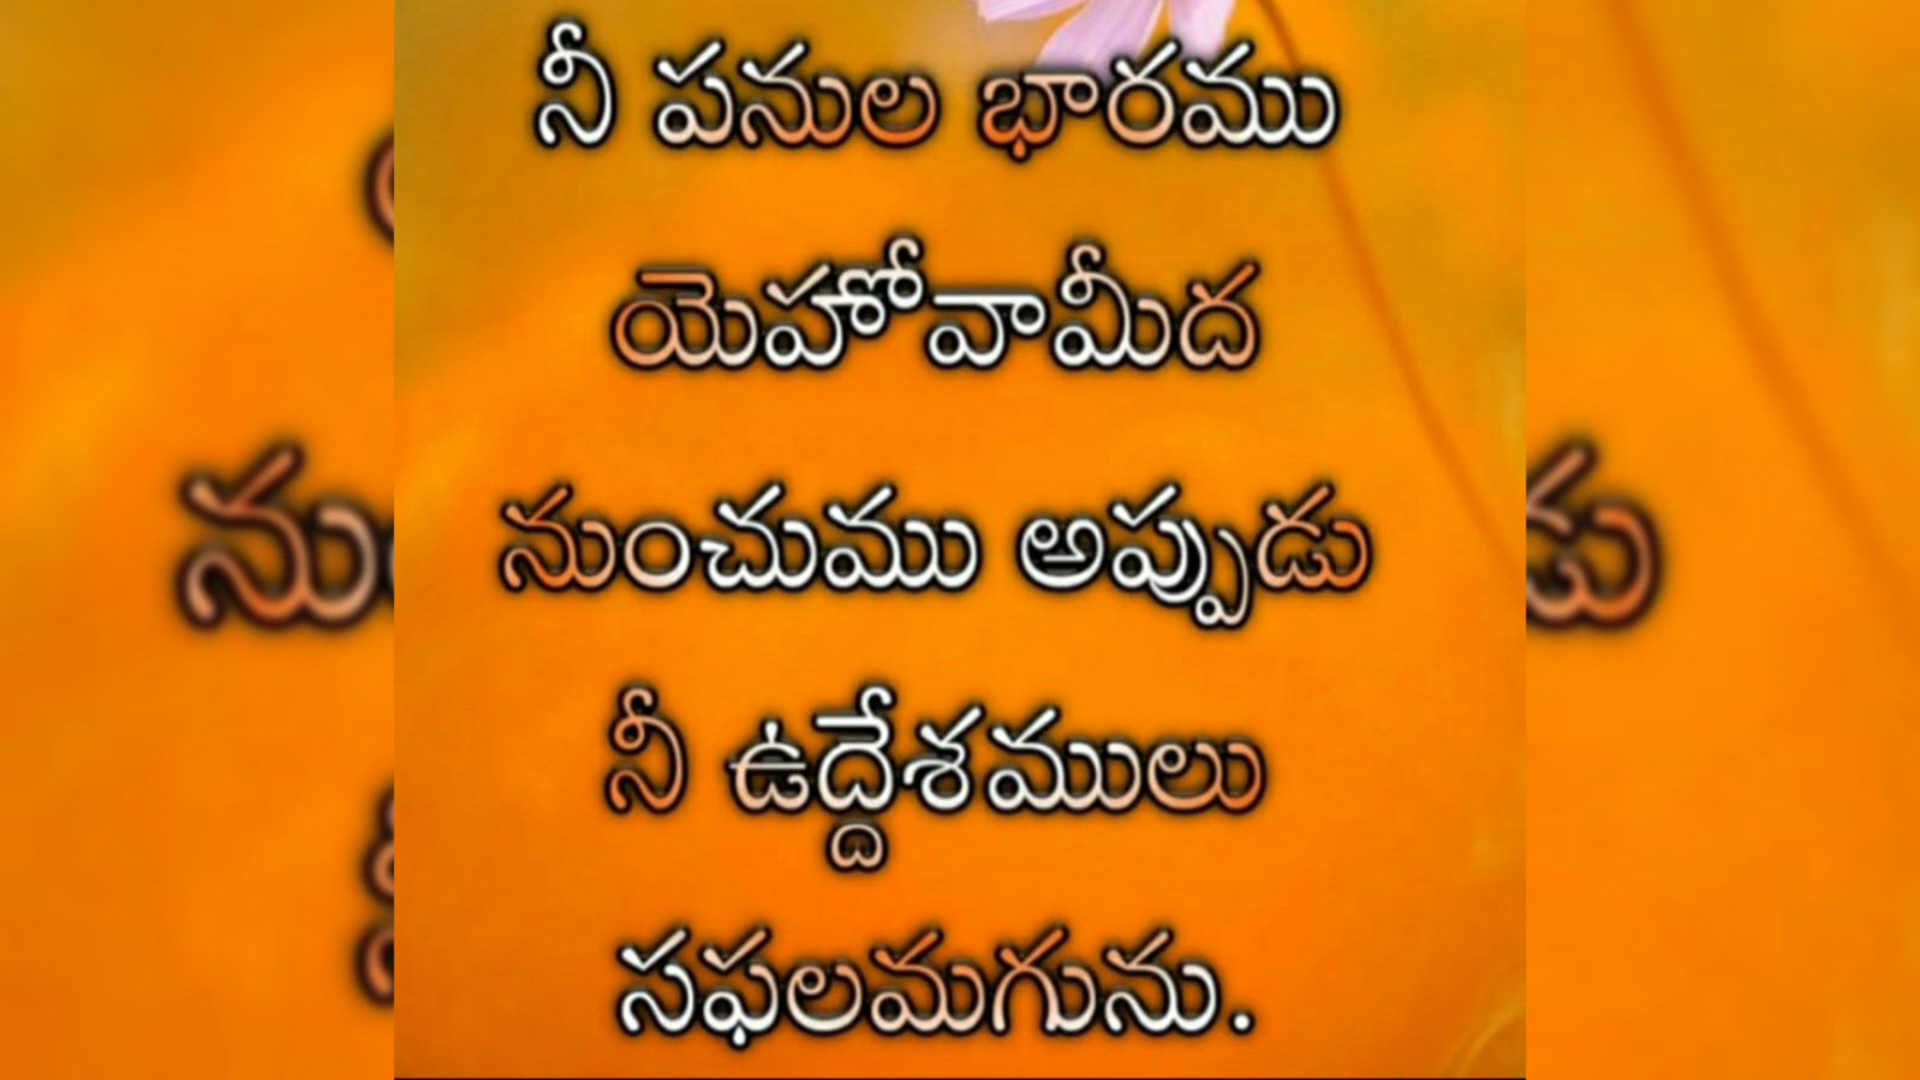 నీ పనుల భారము
యెహోవామీద
నుంచుము అప్పుడు
నీ ఉద్దేశములు
సఫలమగును.